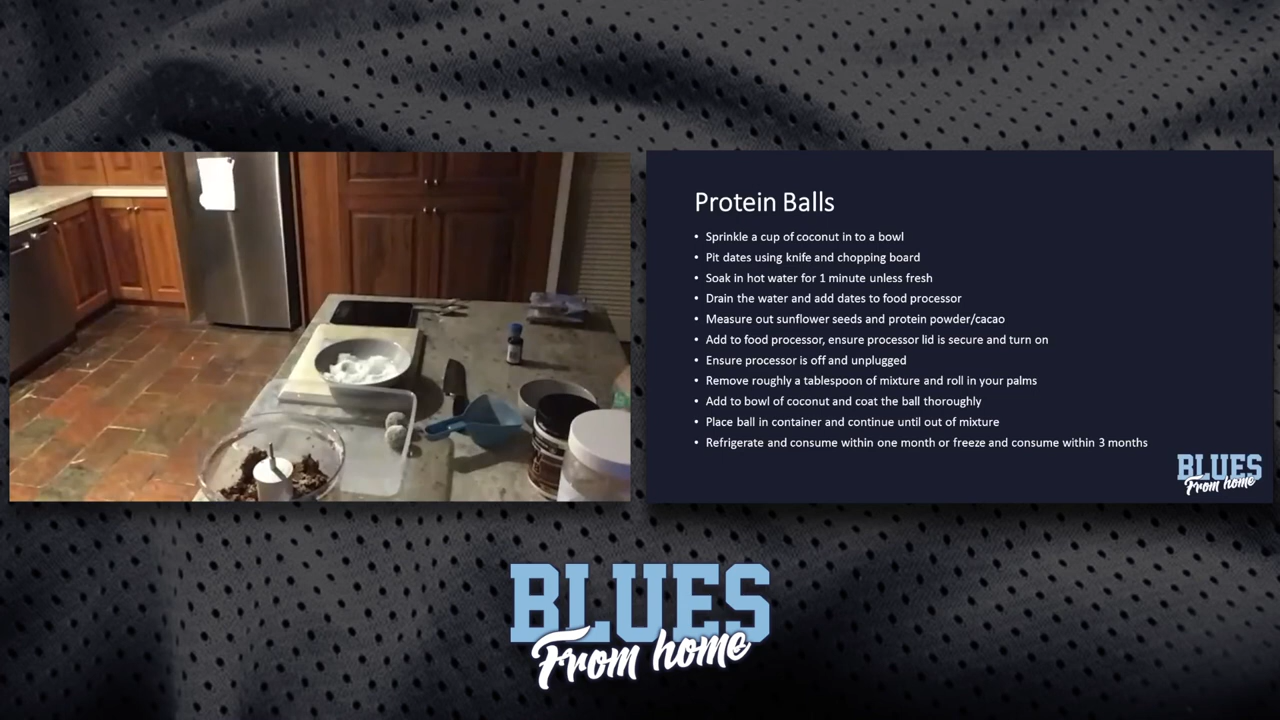 Protein Balls
• Sprinkle a cup of coconut in to a bowl
• Pit dates using knife and chopping board
• Soak in hot water for 1 minute unless fresh
• Drain the water and add dates to food processor
• Measure out sunflower seeds and protein powder/cacao
• Add to food processor, ensure processor lid is secure and turn on
• Ensure processor is off and unplugged
• Remove roughly a tablespoon of mixture and roll in your palms
• Add to bowl of coconut and coat the ball thoroughly
• Place ball in container and continue until out of mixture
• Refrigerate and consume within one month or freeze and consume within 3 months
BLUES
From home
BLUES
From home